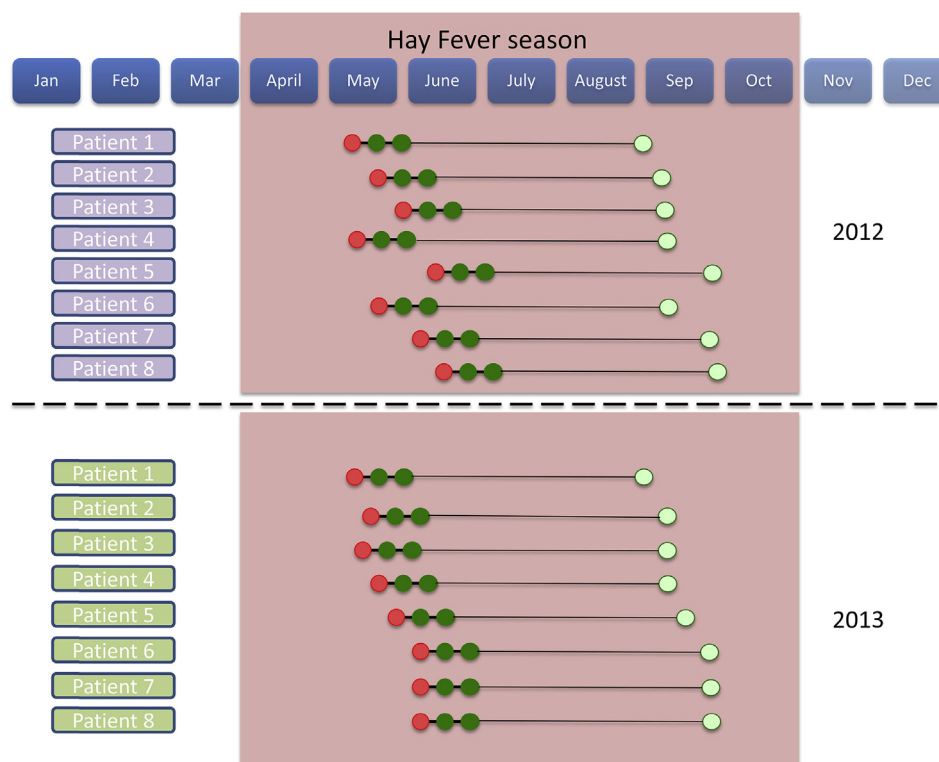 Hay Fever season
Jan Feb Mar April May June July August Sep Oct Nov Dec
Patient 1
Patient 2
Patient 3
Patient 4
2012
Patient 5
Patient 6
Patient 7
Patient 8
Patient 1
Patient 2
Patient 3
Patient 4
Patient 5
2013
Patient 6
Patient 7
Patient 8